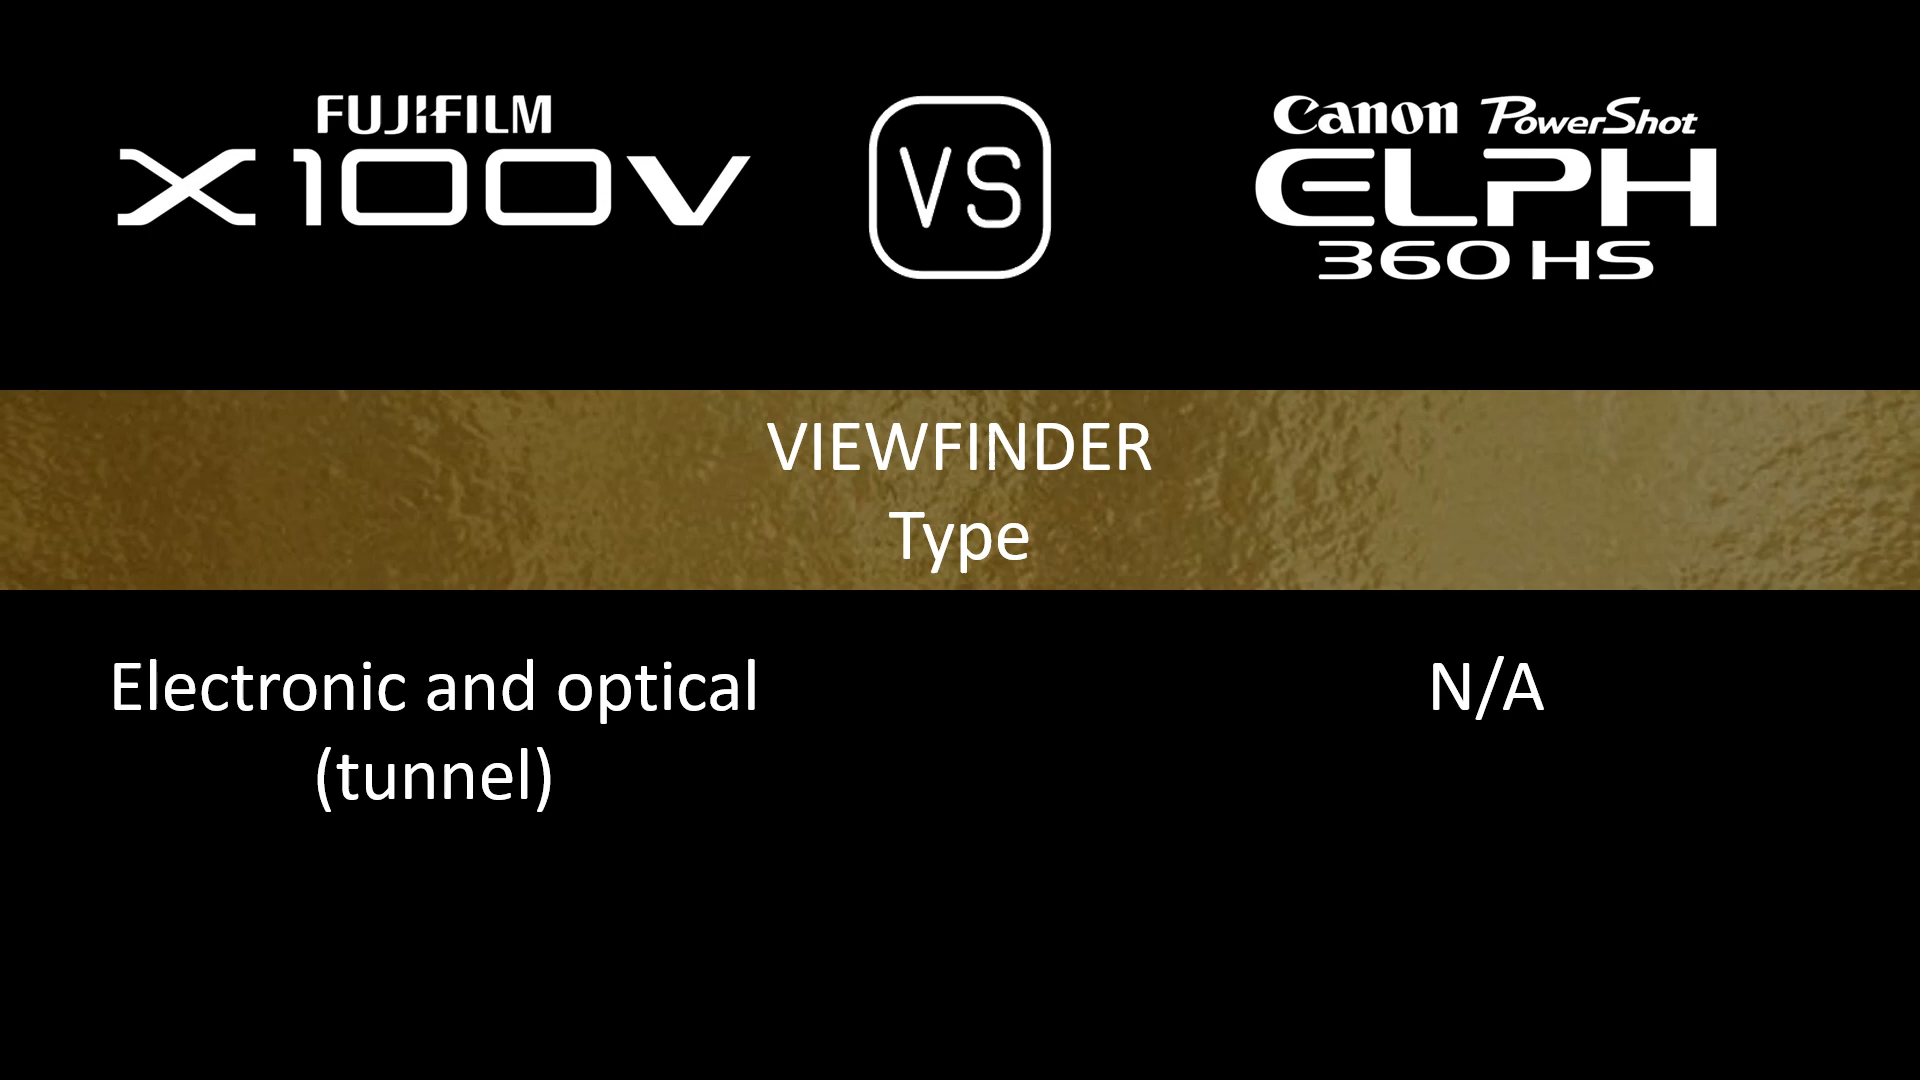 FUJIFILM
X100V
VS
Canon PowerShot
ELPH
360 HS
VIEWFINDER
Type
Electronic and optical
(tunnel)
N/A